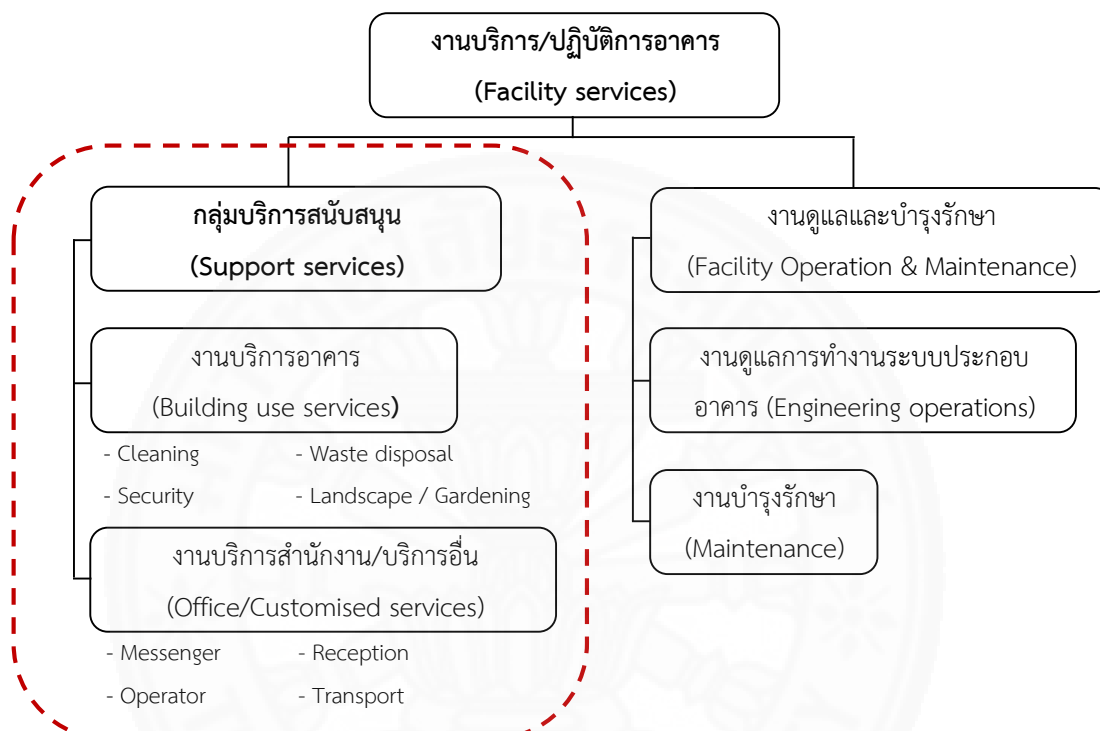 งานบริการ/ปฏิบัติการอาคาร
(Facility services)
กลุ่มบริการสนับสนุน
(Support services)
งานบริการอาคาร
(Building use services)
- Cleaning - Waste disposal
- Security - Landscape / Gardening
งานบริการสำนักงาน/บริการอื่น
(Office/Customised services)
- Messenger - Reception
- Operator - Transport
งานดูแลและบำรุงรักษา
(Facility Operation & Maintenance)
งานดูแลการทำงานระบบประกอบ
อาคาร (Engineering operations)
งานบำรุงรักษา
(Maintenance)